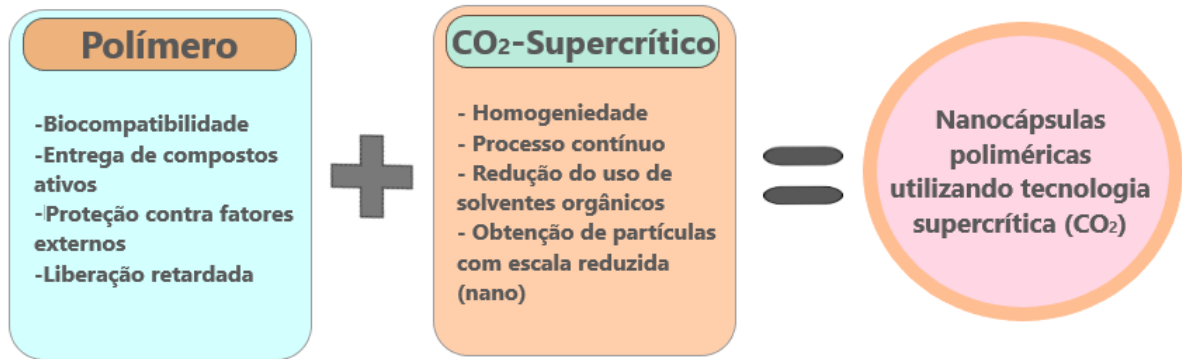 Polímero
-Biocompatibilidade
-Entrega de compostos
ativos
-Proteção contra fatores
externos
-Liberação retardada
CO2-Supercrítico
- Homogeniedade
- Processo contínuo
- Redução do uso de
solventes orgânicos
- Obtenção de partículas
com escala reduzida
(nano)
Nanocápsulas
poliméricas
utilizando tecnologia
supercrítica (CO2)